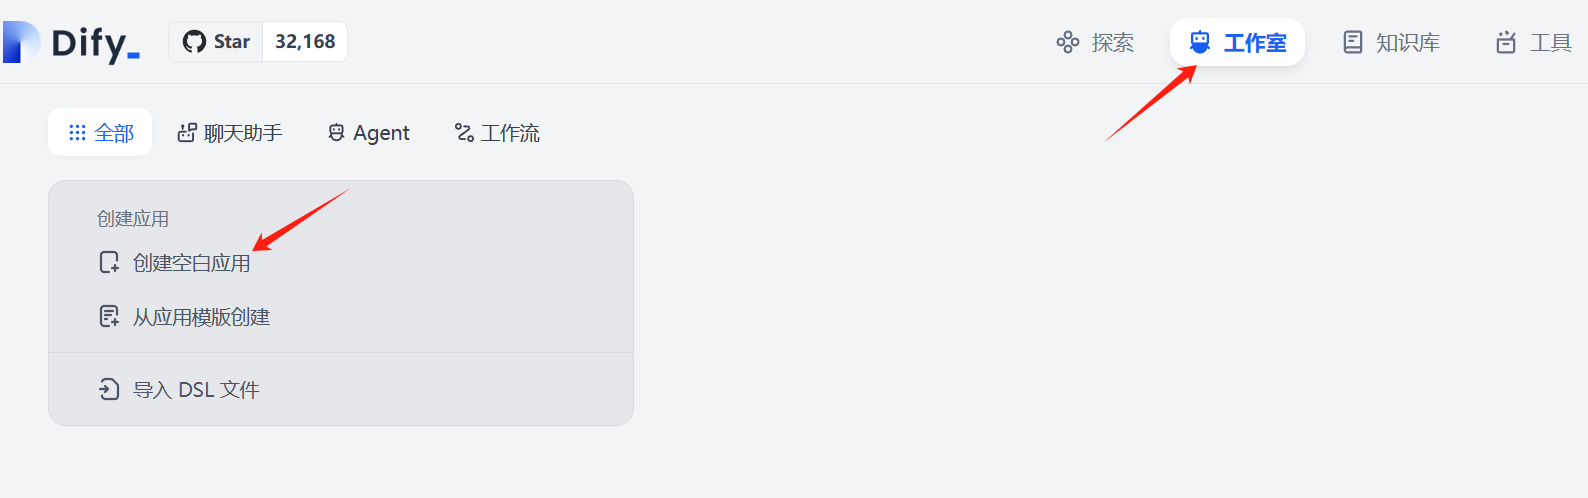 Dify_
Star 32,168
探索 工作室 知识库 工具
全部 聊天助手 Agent 工作流
创建应用
创建空白应用
从应用模版创建
导入 DSL 文件